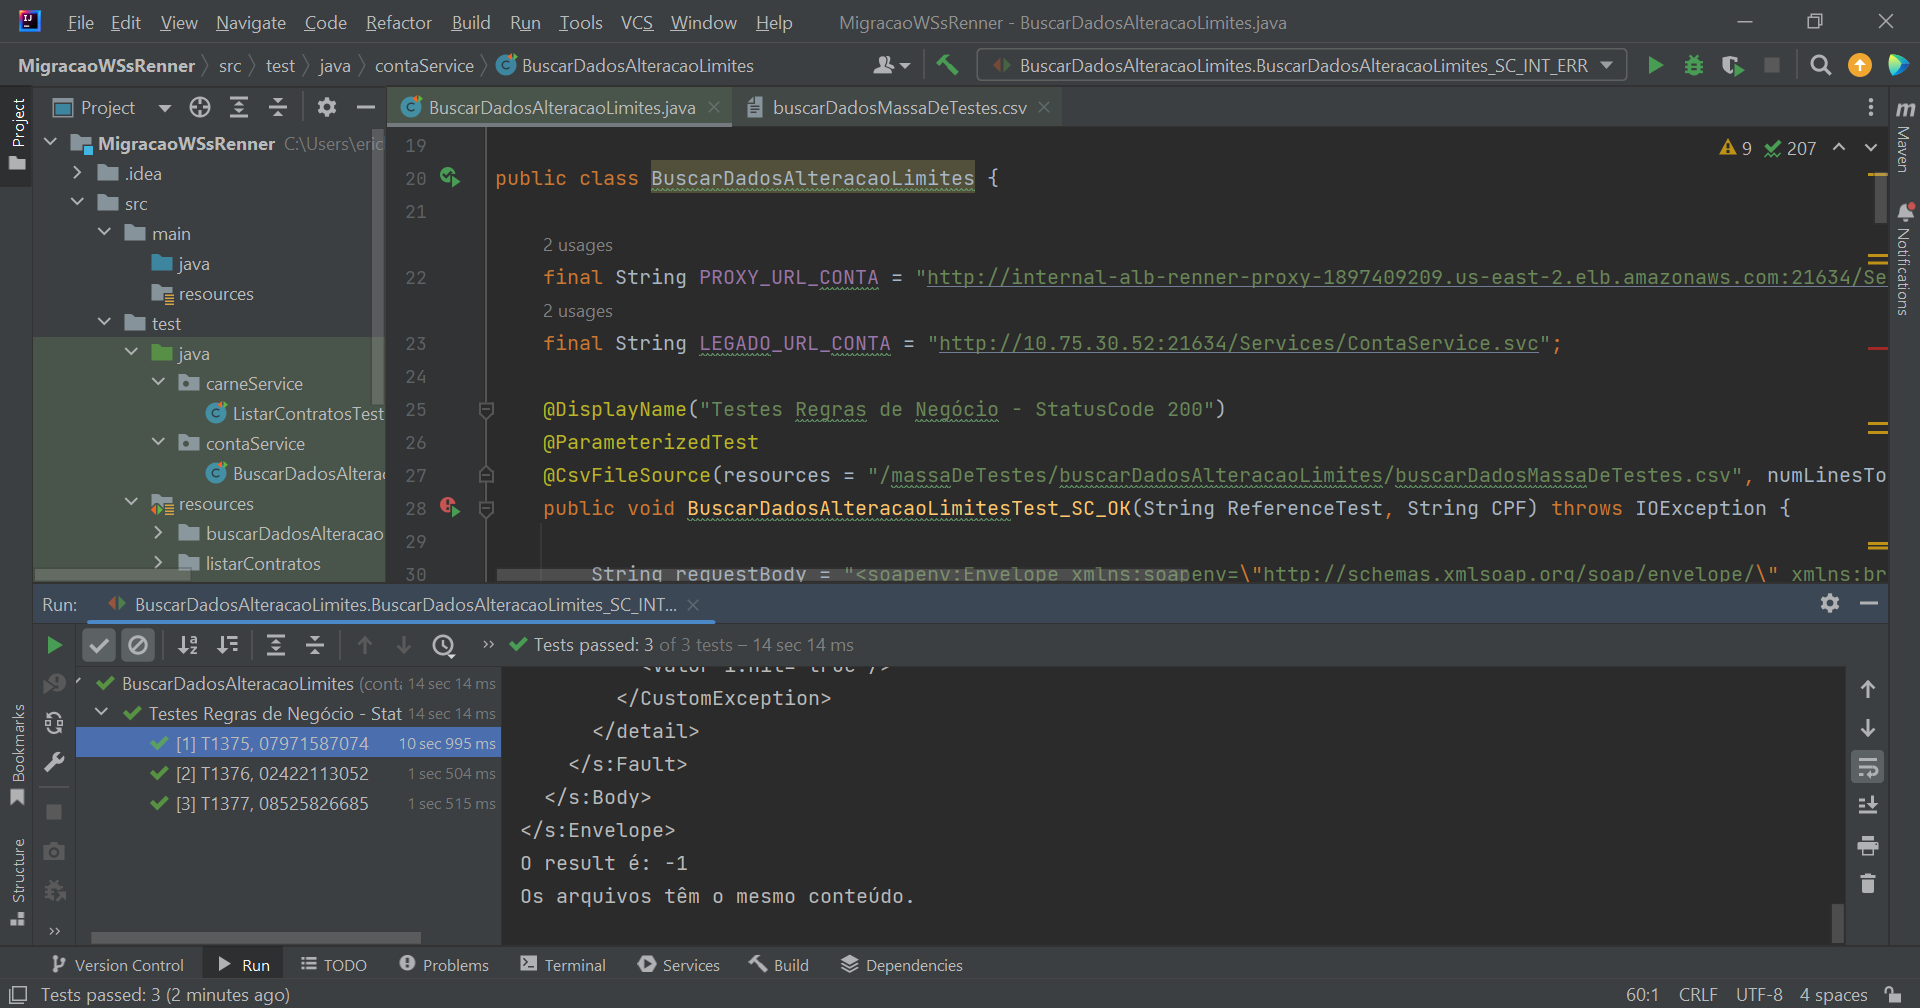 File Edit View Navigate Code Refactor Build Run Tools VCS Window Help MigracaoWSsRenner - BuscarDadosAlteracaoLimites.java
MigracaoWSsRenner src test java contaService BuscarDadosAlteracaoLimites BuscarDadosAlteracaoLimites.BuscarDadosAlteracaoLimites_SC_INT_ERR
Project
BuscarDadosAlteracaoLimites.java buscarDadosMassaDeTestes.csv
Project
MigracaoWSsRenner C:\Users\eric
.idea
src
main
java
resources
test
java
carneService
ListarContratosTest
contaService
BuscarDadosAlterac
resources
buscarDadosAlteracao
listarContratos
9 207
19
20 public class BuscarDadosAlteracaoLimites {
21
2 usages
22 final String PROXY_URL_CONTA = "http://internal-alb-renner-proxy-1897409209.us-east-2.elb.amazonaws.com:21634/Se
2 usages
23 final String LEGADO_URL_CONTA = "http://10.75.30.52:21634/Services/ContaService.svc";
24
25 @DisplayName("Testes Regras de Negócio - StatusCode 200")
26 @ParameterizedTest
27 @CsvFileSource(resources = "/massaDeTestes/buscarDadosAlteracaoLimites/buscarDadosMassaDeTestes.csv", numLinesTo
28 public void BuscarDadosAlteracaoLimitesTest_SC_OK(String ReferenceTest, String CPF) throws IOException {
29
30 String requestBody = "<soapenv:Envelope xmlns:soapenv=\"http://schemas.xmlsoap.org/soap/envelope/\" xmlns:br
Maven
Notifications
Run: BuscarDadosAlteracaoLimites.BuscarDadosAlteracaoLimites_SC_INT...
Tests passed: 3 of 3 tests – 14 sec 14 ms
BuscarDadosAlteracaoLimites (conta 14 sec 14 ms
Testes Regras de Negócio - Stat 14 sec 14 ms
[1] T1375, 07971587074 10 sec 995 ms
[2] T1376, 02422113052 1 sec 504 ms
[3] T1377, 08525826685 1 sec 515 ms
</CustomException>
</detail>
</s:Fault>
</s:Body>
</s:Envelope>
O result é: -1
Os arquivos têm o mesmo conteúdo.
Bookmarks
Structure
Version Control Run TODO Problems Terminal Services Build Dependencies
Tests passed: 3 (2 minutes ago) 60:1 CRLF UTF-8 4 spaces